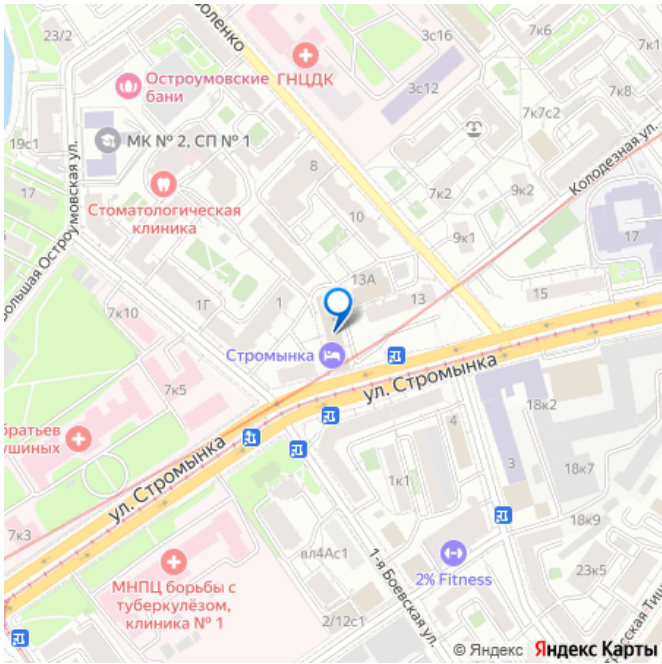 23/2
оленко
3с16
7к6
ГНЦДК
Остроумовские
бани
3с12
7к8
7к7с2
19с1
МК № 2, СП № 1
8
Колодезная ул.
17
Стоматологическая
клиника
7к2
9к2
10
9к1
17
Большая Остроумовская ул.
13А
1Г
1
13
15
7к10
Стромынка
ул. Стромынка
7к5
4
18к2
братьев
ушиных
3
ул. Стромынка
1к1
18к7
7к3
18к9
вл4Ас1
2% Fitness
23к5
МНПЦ борьбы с
туберкулёзом,
клиника № 1
1-я Боевская ул.
2/12с1
сская Тиш
© Яндекс Яндекс Карты